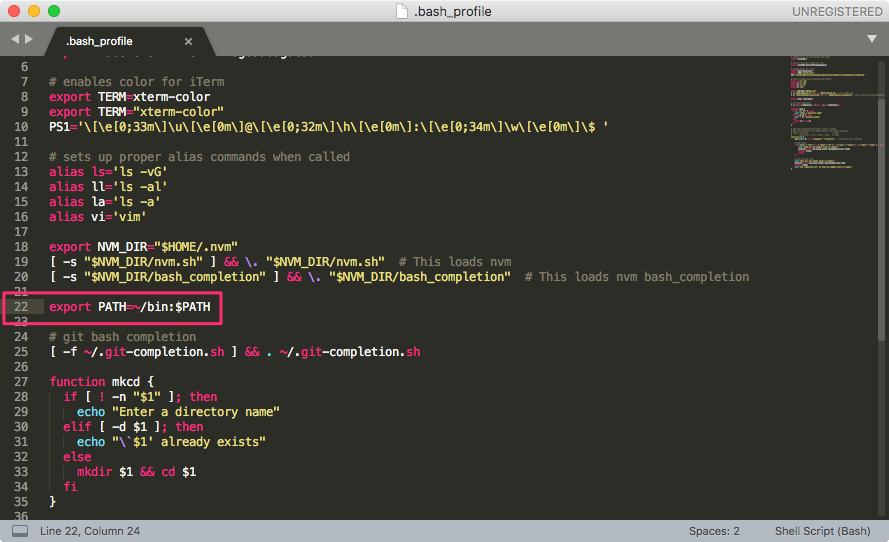 .bash_profile
UNREGISTERED
.bash_profile ×
6
7 # enables color for iTerm
8 export TERM=xterm-color
9 export TERM="xterm-color"
10 PS1='\[\e[0;33m\]\u\[\e[0m\]@\[\e[0;32m\]\h\[\e[0m\]:\[\e[0;34m\]\w\[\e[0m\]\$ '
11
12 # sets up proper alias commands when called
13 alias ls='ls -vG'
14 alias ll='ls -al'
15 alias la='ls -a'
16 alias vi='vim'
17
18 export NVM_DIR="$HOME/.nvm"
19 [ -s "$NVM_DIR/nvm.sh" ] && \. "$NVM_DIR/nvm.sh"  # This loads nvm
20 [ -s "$NVM_DIR/bash_completion" ] && \. "$NVM_DIR/bash_completion"  # This loads nvm bash_completion
21
22 export PATH=~/bin:$PATH
23
24 # git bash completion
25 [ -f ~/.git-completion.sh ] && . ~/.git-completion.sh
26
27 function mkcd {
28   if [ ! -n "$1" ]; then
29     echo "Enter a directory name"
30   elif [ -d $1 ]; then
31     echo "\`$1' already exists"
32   else
33     mkdir $1 && cd $1
34   fi
35 }
36
Line 22, Column 24
Spaces: 2
Shell Script (Bash)